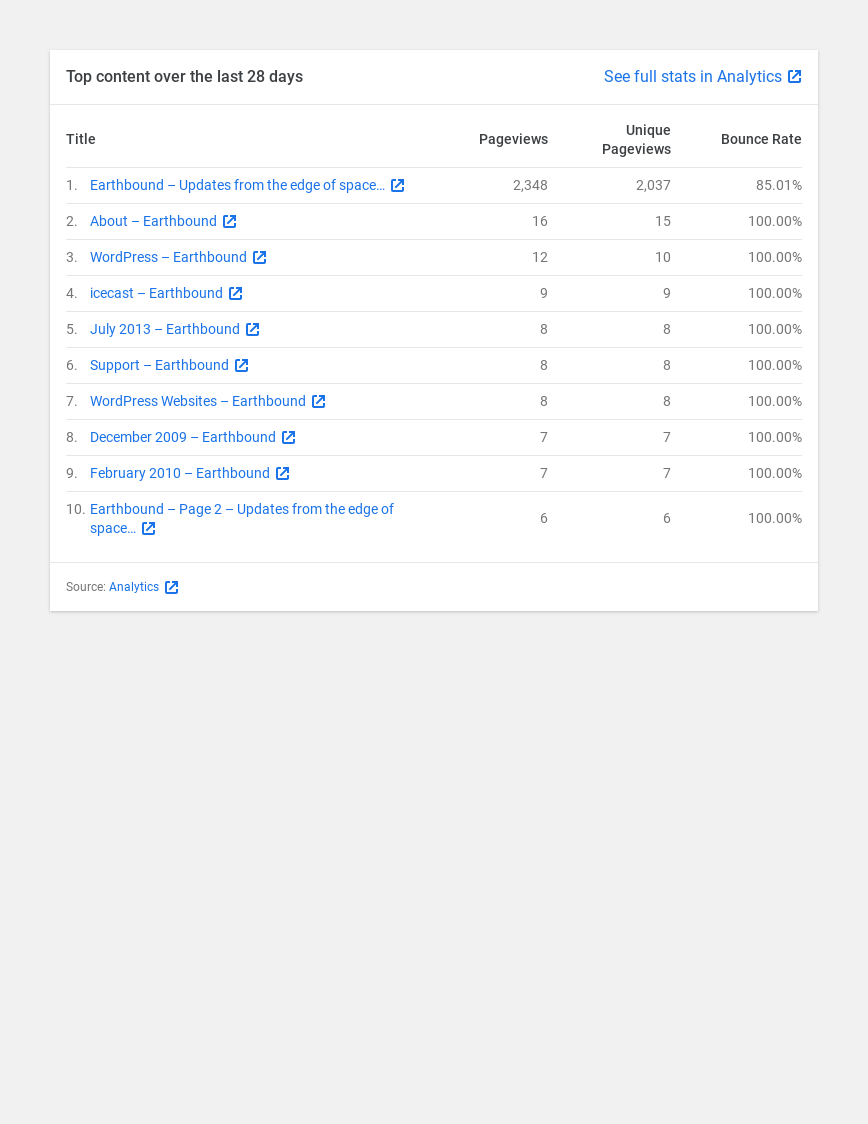 Top content over the last 28 days See full stats in Analytics
Title Pageviews Unique Pageviews Bounce Rate
1. Earthbound – Updates from the edge of space… 2,348 2,037 85.01%
2. About – Earthbound 16 15 100.00%
3. WordPress – Earthbound 12 10 100.00%
4. icecast – Earthbound 9 9 100.00%
5. July 2013 – Earthbound 8 8 100.00%
6. Support – Earthbound 8 8 100.00%
7. WordPress Websites – Earthbound 8 8 100.00%
8. December 2009 – Earthbound 7 7 100.00%
9. February 2010 – Earthbound 7 7 100.00%
10. Earthbound – Page 2 – Updates from the edge of
space… 6 6 100.00%
Source: Analytics